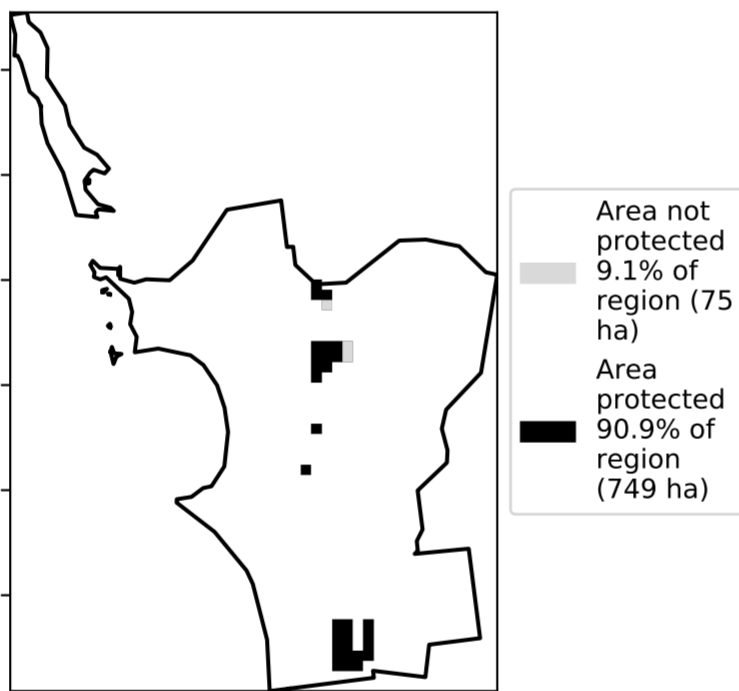 Area not
protected
9.1% of
region (75
ha)
Area
protected
90.9% of
region
(749 ha)